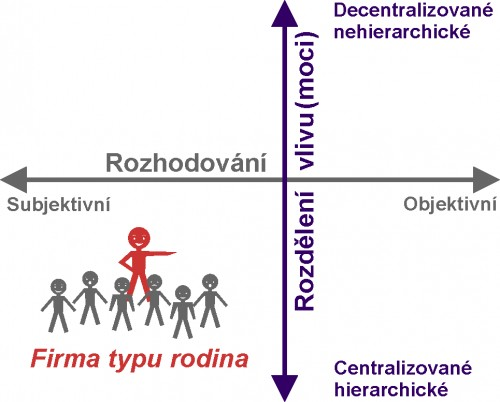 Decentralizované
nehierarchické
Rozdělení vlivu (moci)
Rozhodování
Subjektivní
Objektivní
Firma typu rodina
Centralizované
hierarchické